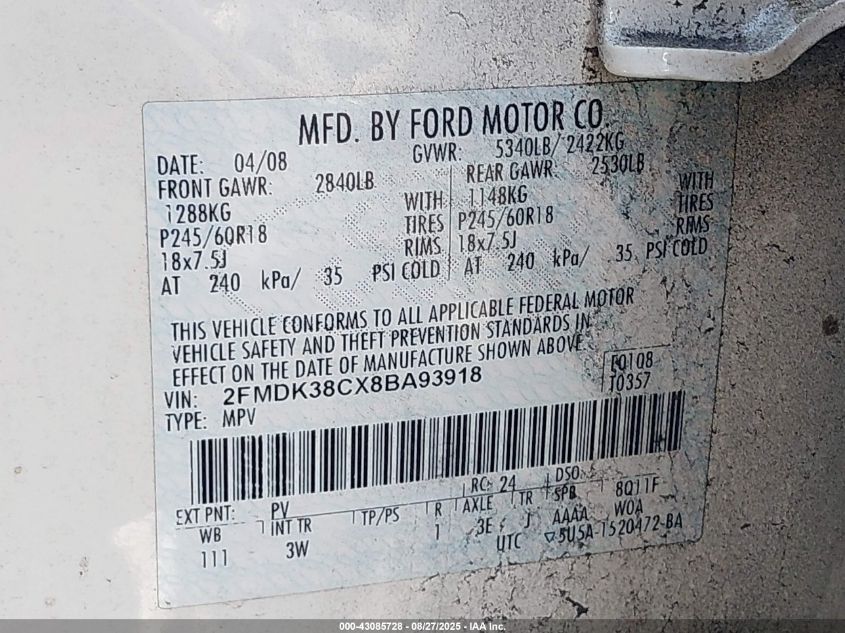 MFD. BY FORD MOTOR CO.
DATE: 04/08 GVWR: 5340LB/ 2422KG
FRONT GAWR: 2840LB REAR GAWR: 2530LB
1288KG WITH 1148KG WITH
P245/60R18 TIRES P245/60R18 TIRES
18x7.5J RIMS 18x7.5J RIMS
AT 240 kPa/ 35 PSI COLD AT 240 kPa/ 35 PSI COLD
THIS VEHICLE CONFORMS TO ALL APPLICABLE FEDERAL MOTOR
VEHICLE SAFETY AND THEFT PREVENTION STANDARDS IN
EFFECT ON THE DATE OF MANUFACTURE SHOWN ABOVE.
VIN: 2FMDK38CX8BA93918
F0108
T0357
TYPE: MPV
EXT PNT: PV RC: 24 DSO:
WB INT TR TP/PS R AXLE TR SPB 8Q11F
111 3W 1 3E J AAAA WOA
UTC ▽5U5A-1520472-BA
000-43085728 - 08/27/2025 - IAA Inc.